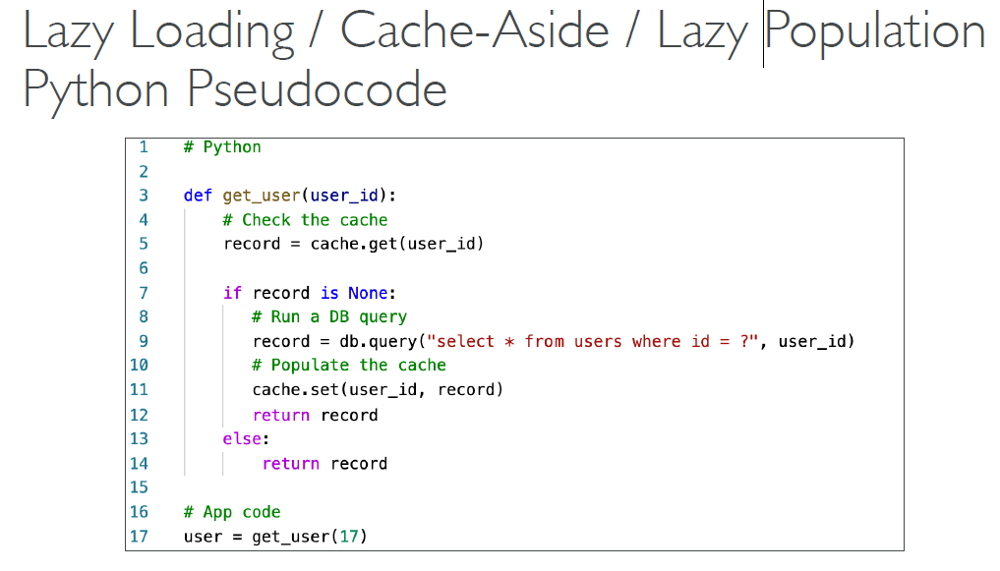 Lazy Loading / Cache-Aside / Lazy Population
Python Pseudocode
1 # Python
2
3 def get_user(user_id):
4     # Check the cache
5     record = cache.get(user_id)
6
7     if record is None:
8        # Run a DB query
9        record = db.query("select * from users where id = ?", user_id)
10        # Populate the cache
11        cache.set(user_id, record)
12        return record
13     else:
14         return record
15
16 # App code
17 user = get_user(17)